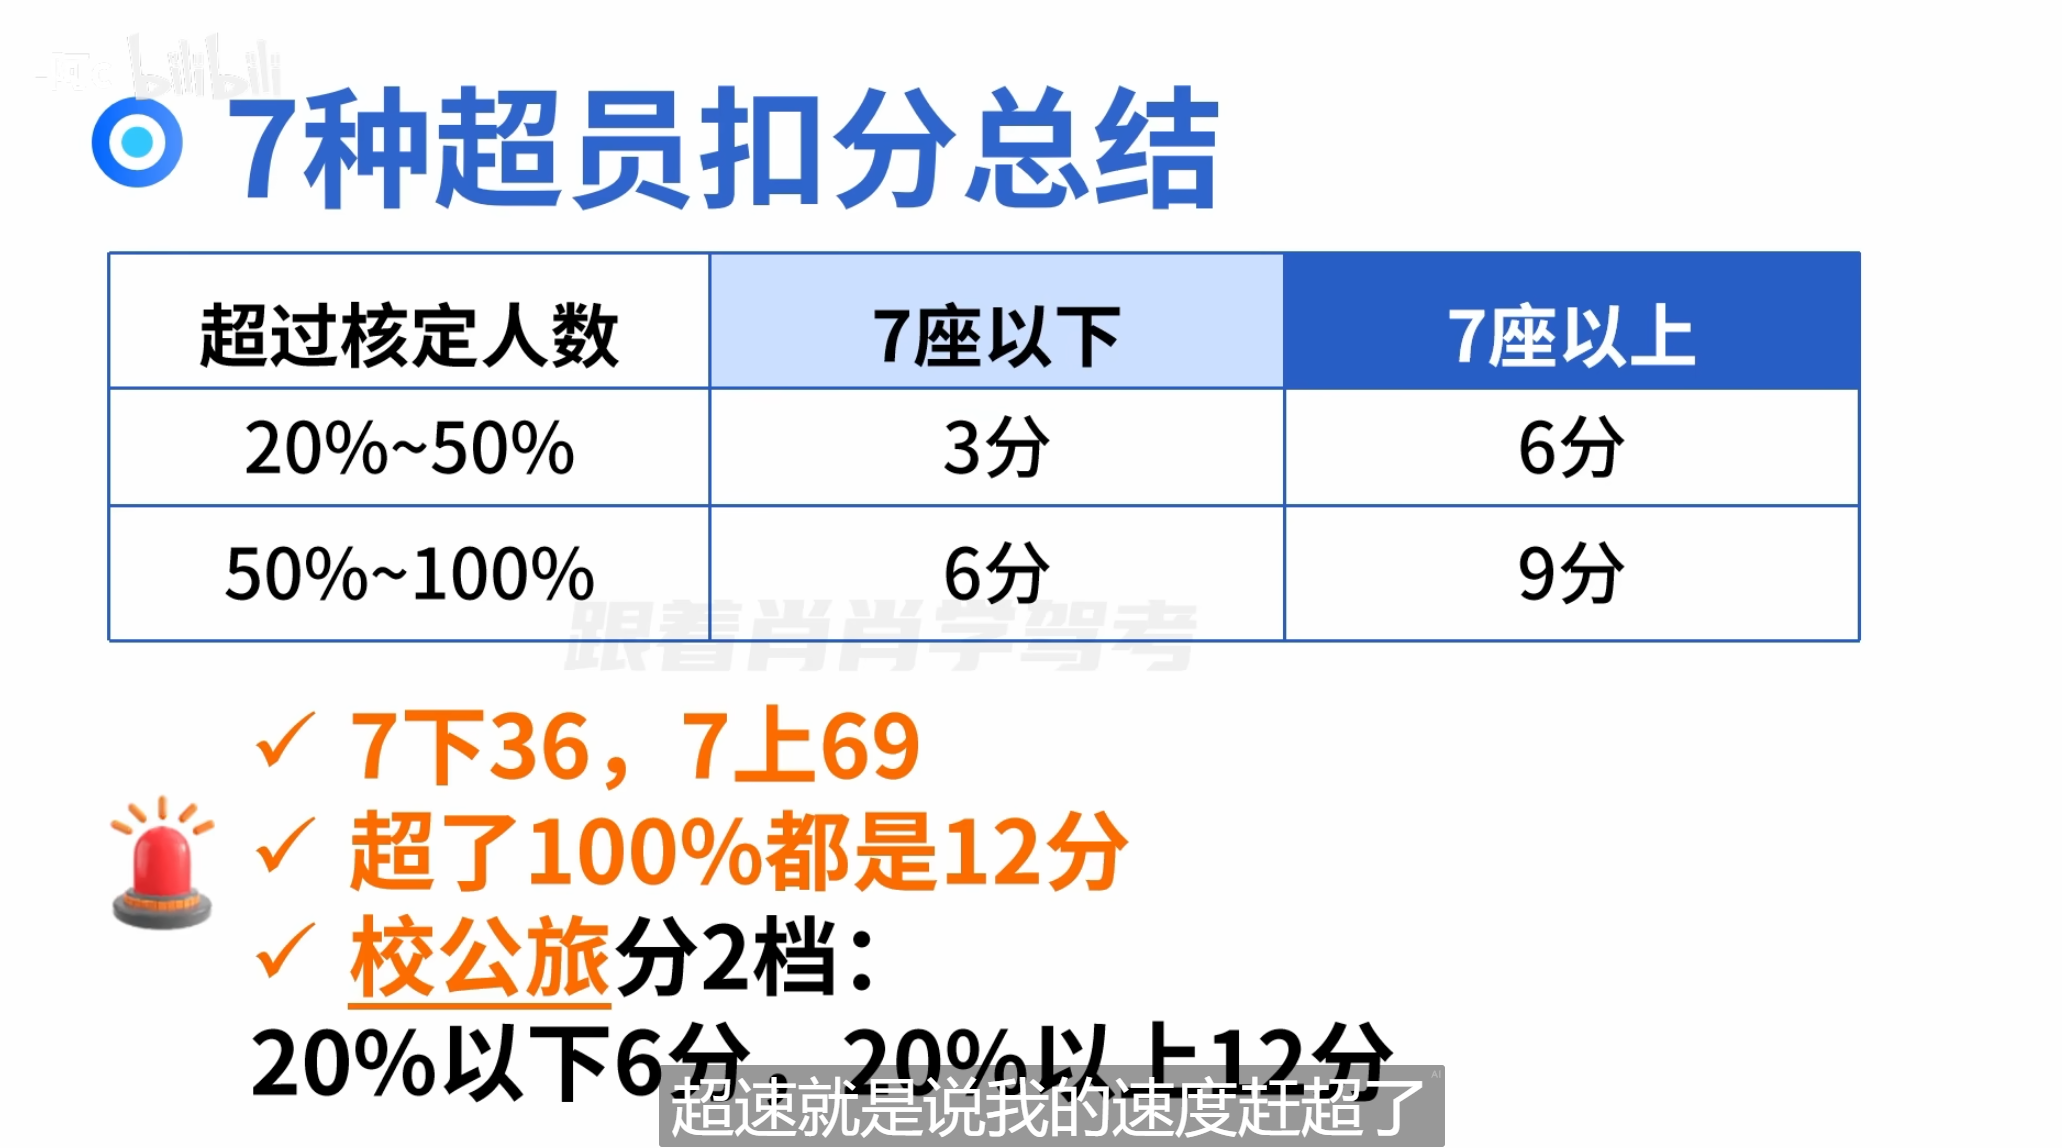 bilibili
7种超员扣分总结
超过核定人数 7座以下 7座以上
20%~50% 3分 6分
50%~100% 6分 9分
跟着肖肖学驾考
✓ 7下36，7上69
✓ 超了100%都是12分
✓ 校公旅分2档：
20%以下6分，20%以上12分
超速就是说我的速度赶超了
AI